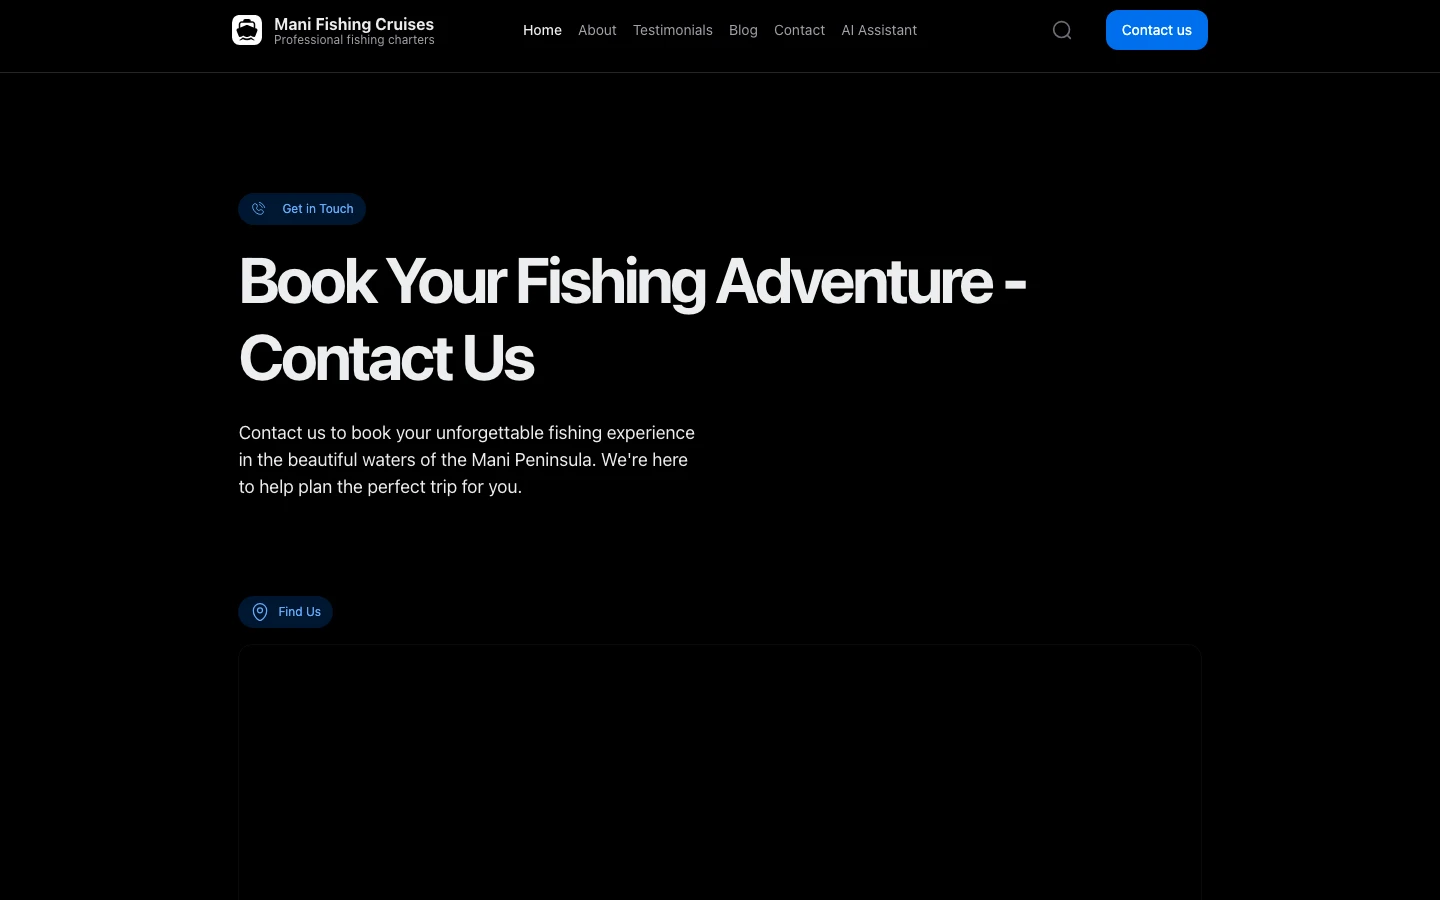 Mani Fishing Cruises
Professional fishing charters
Home About Testimonials Blog Contact AI Assistant
Contact us
Get in Touch
Book Your Fishing Adventure -
Contact Us
Contact us to book your unforgettable fishing experience
in the beautiful waters of the Mani Peninsula. We're here
to help plan the perfect trip for you.
Find Us